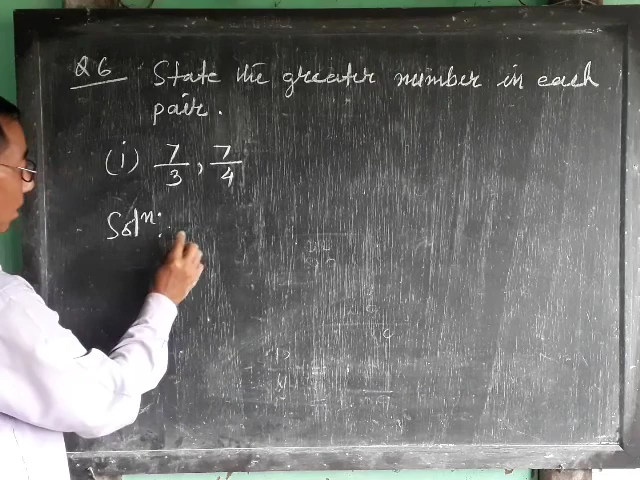 Q6 State the greater number in each
pair.
(i) 7/3, 7/4
Solⁿ: